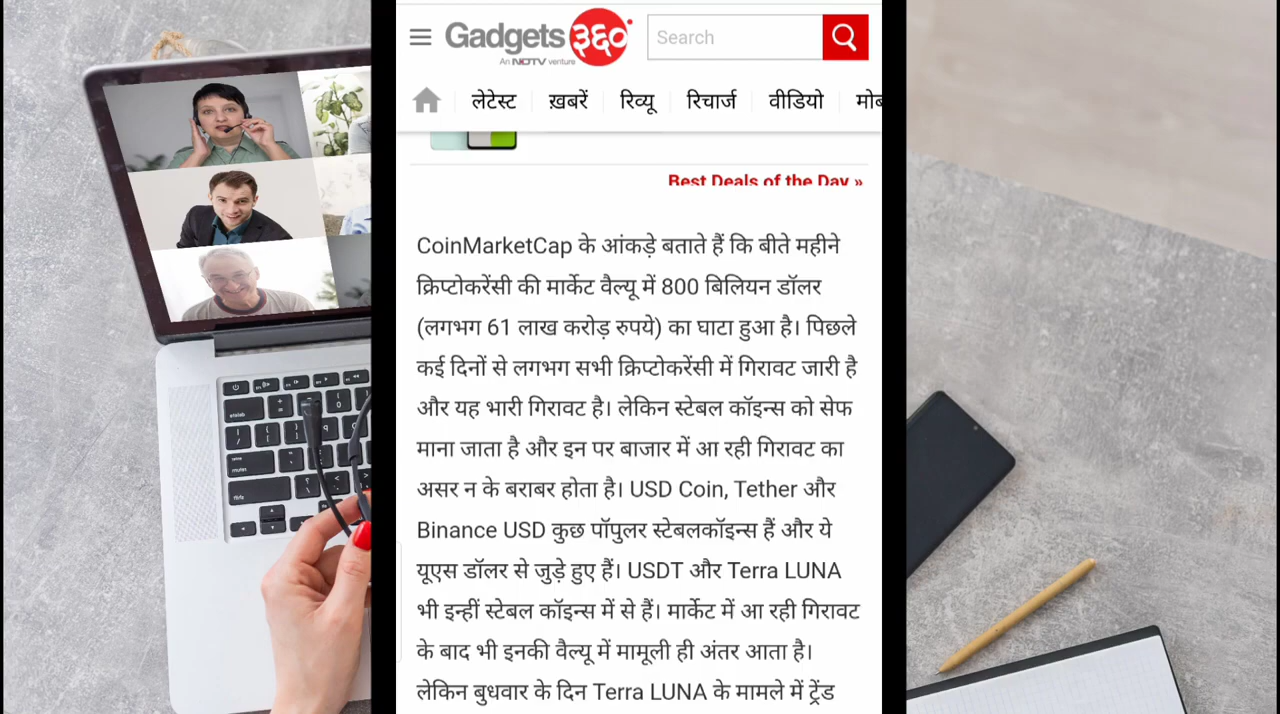 Gadgets ३६०
An NDTV venture
Search
लेटेस्ट ख़बरें रिव्यू रिचार्ज वीडियो
Best Deals of the Day »
CoinMarketCap के आंकड़े बताते हैं कि बीते महीने
क्रिप्टोकरेंसी की मार्केट वैल्यू में 800 बिलियन डॉलर
(लगभग 61 लाख करोड़ रुपये) का घाटा हुआ है। पिछले
कई दिनों से लगभग सभी क्रिप्टोकरेंसी में गिरावट जारी है
और यह भारी गिरावट है। लेकिन स्टेबल कॉइन्स को सेफ
माना जाता है और इन पर बाजार में आ रही गिरावट का
असर न के बराबर होता है। USD Coin, Tether और
Binance USD कुछ पॉपुलर स्टेबलकॉइन्स हैं और ये
यूएस डॉलर से जुड़े हुए हैं। USDT और Terra LUNA
भी इन्हीं स्टेबल कॉइन्स में से हैं। मार्केट में आ रही गिरावट
के बाद भी इनकी वैल्यू में मामूली ही अंतर आता है।
लेकिन बुधवार के दिन Terra LUNA के मामले में ट्रेंड